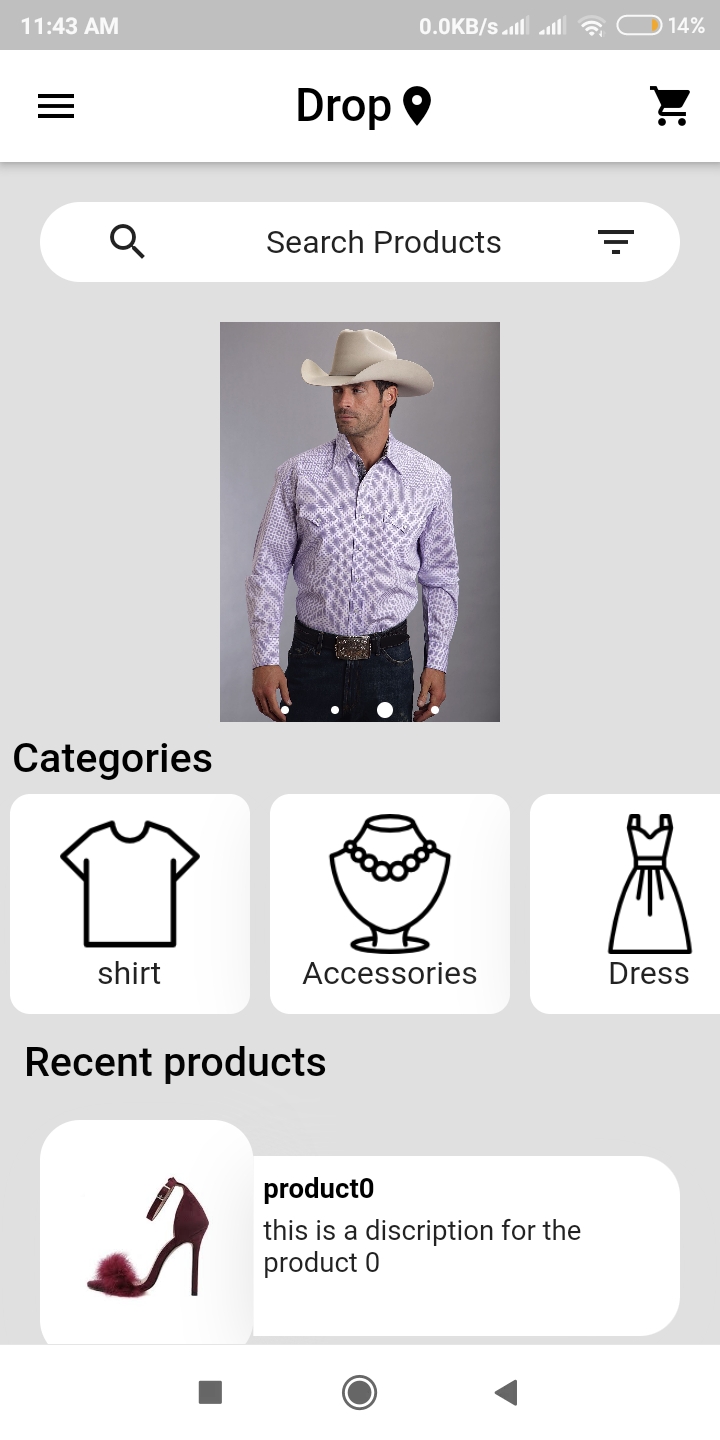 11:43 AM 0.0KB/s 14%
Drop
Search Products
Categories
shirt Accessories Dress
Recent products
product0
this is a discription for the
product 0